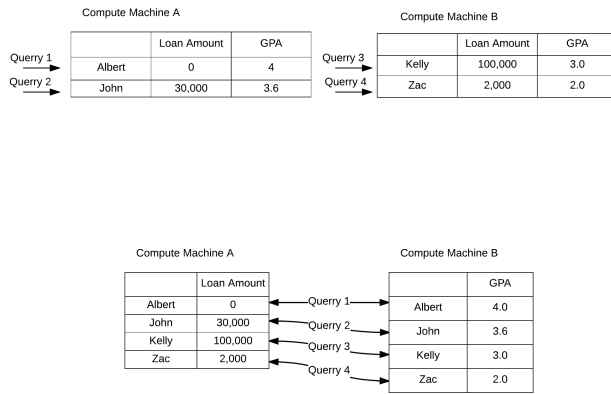 Compute Machine A
Compute Machine B
Loan Amount GPA
Loan Amount GPA
Querry 1
Albert 0 4
Querry 2
John 30,000 3.6
Querry 3
Kelly 100,000 3.0
Querry 4
Zac 2,000 2.0
Compute Machine A
Compute Machine B
Loan Amount
GPA
Albert 0
Querry 1
Albert 4.0
John 30,000
Querry 2
John 3.6
Kelly 100,000
Querry 3
Kelly 3.0
Zac 2,000
Querry 4
Zac 2.0